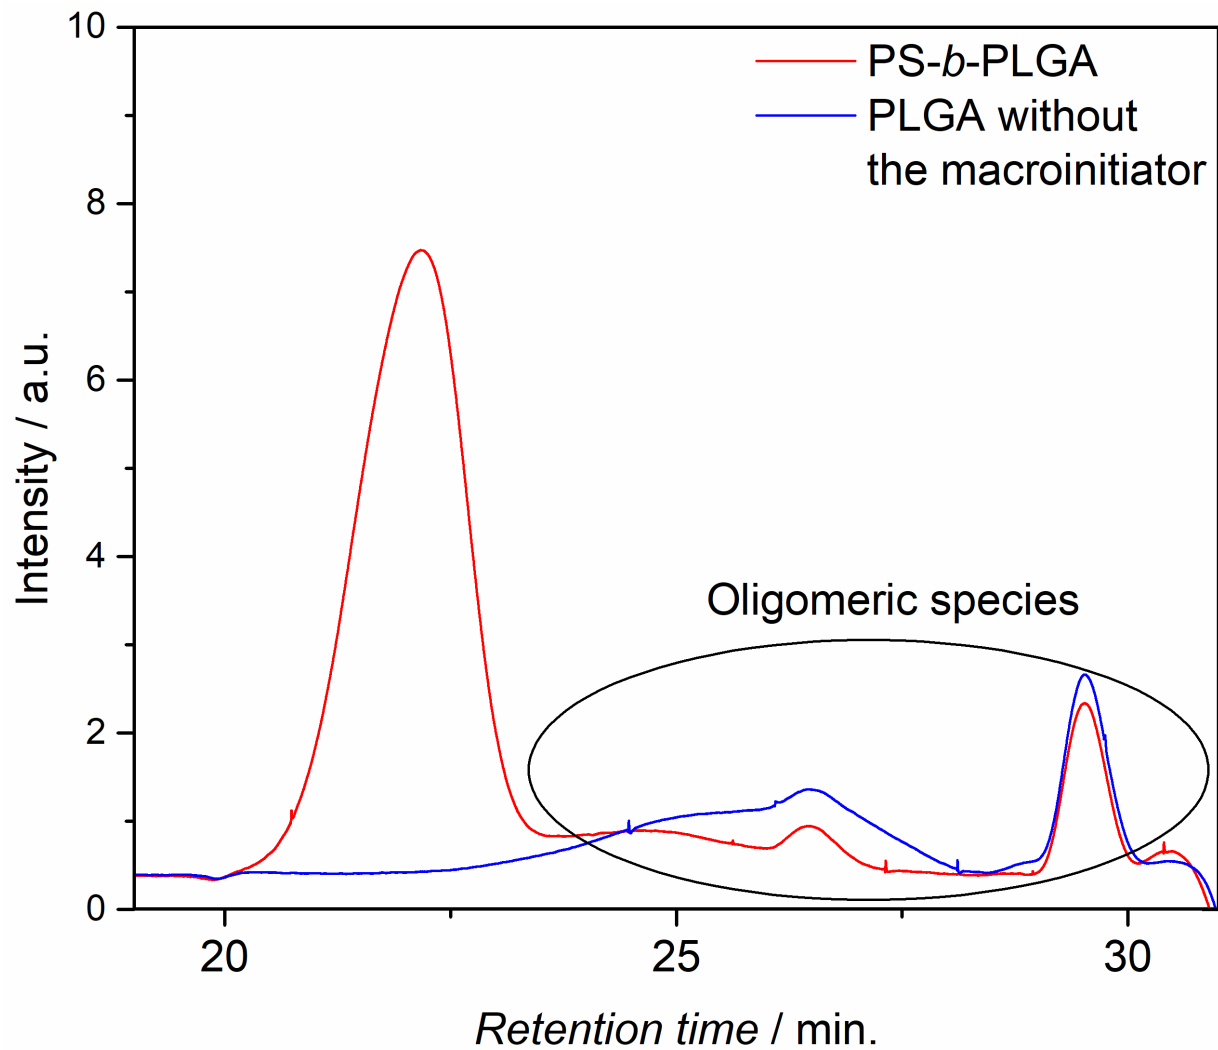 10
8
6
4
2
0
Intensity / a.u.
PS-b-PLGA
PLGA without
the macroinitiator
Oligomeric species
20
25
30
Retention time / min.